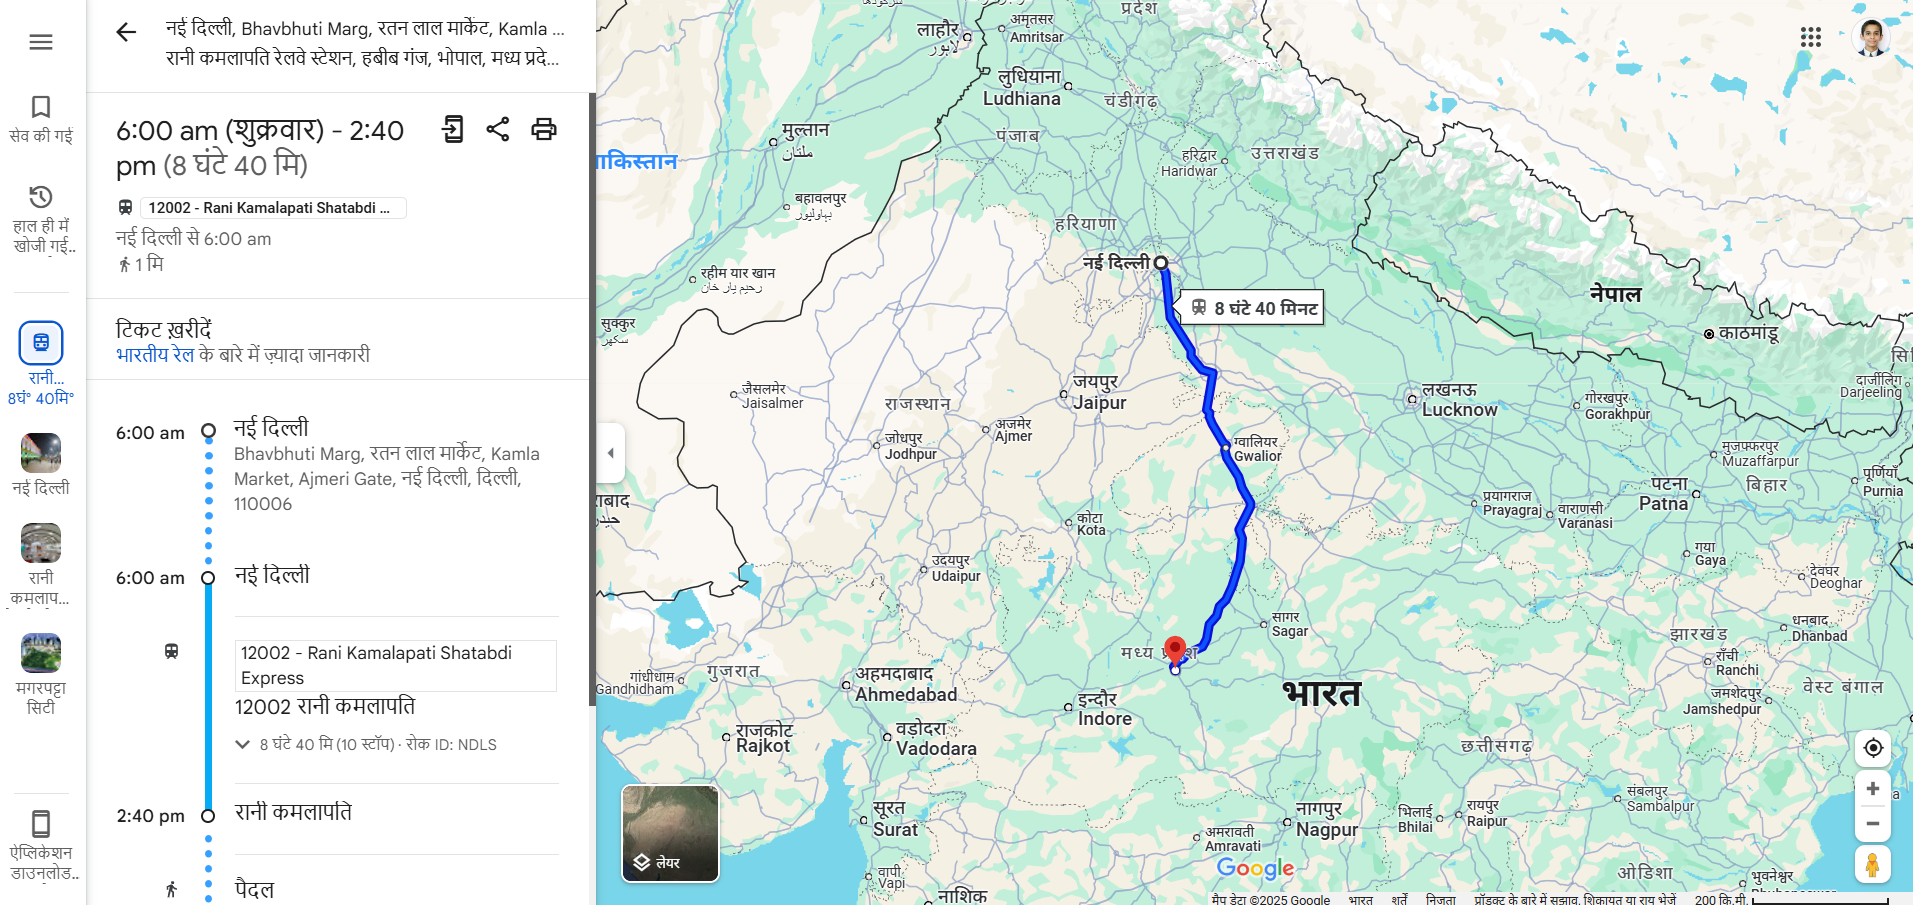 नई दिल्ली, Bhavbhuti Marg, रतन लाल मार्केट, Kamla ...
रानी कमलापति रेलवे स्टेशन, हबीब गंज, भोपाल, मध्य प्रदे...
सेव की गई
हाल ही में
खोजी गई..
रानी...
8घं॰ 40मि॰
नई दिल्ली
रानी
कमलाप...
मगरपट्टा
सिटी
ऐप्लिकेशन
डाउनलोड..
6:00 am (शुक्रवार) - 2:40
pm (8 घंटे 40 मि)
12002 - Rani Kamalapati Shatabdi ...
नई दिल्ली से 6:00 am
1 मि
टिकट ख़रीदें
भारतीय रेल के बारे में ज़्यादा जानकारी
6:00 am नई दिल्ली
Bhavbhuti Marg, रतन लाल मार्केट, Kamla
Market, Ajmeri Gate, नई दिल्ली, दिल्ली,
110006
6:00 am नई दिल्ली
12002 - Rani Kamalapati Shatabdi
Express
12002 रानी कमलापति
8 घंटे 40 मि (10 स्टॉप) · रोक ID: NDLS
2:40 pm रानी कमलापति
पैदल
प्रदेश
लाहौर
لاہور
अमृतसर
Amritsar
लुधियाना
Ludhiana
चंडीगढ़
पंजाब
मुल्तान
ملتان
हरिद्वार
Haridwar
उत्तराखंड
बहावलपुर
بہاولپور
हरियाणा
रहीम यार खान
رحیم یار خان
नई दिल्ली
8 घंटे 40 मिनट
नेपाल
काठमांडू
सुक्कुर
سکھر
जैसलमेर
Jaisalmer
राजस्थान
जयपुर
Jaipur
लखनऊ
Lucknow
गोरखपुर
Gorakhpur
दार्जीलिंग
Darjeeling
अजमेर
Ajmer
जोधपुर
Jodhpur
ग्वालियर
Gwalior
मुजफ्फरपुर
Muzaffarpur
पूर्णियाँ
Purnia
पटना
Patna
बिहार
प्रयागराज
Prayagraj
वाराणसी
Varanasi
कोटा
Kota
उदयपुर
Udaipur
गया
Gaya
देवघर
Deoghar
सागर
Sagar
धनबाद
Dhanbad
झारखंड
राँची
Ranchi
गांधीधाम
Gandhidham
गुजरात
अहमदाबाद
Ahmedabad
इन्दौर
Indore
भारत
जमशेदपुर
Jamshedpur
वेस्ट बंगाल
राजकोट
Rajkot
वड़ोदरा
Vadodara
छत्तीसगढ़
सूरत
Surat
नागपुर
Nagpur
भिलाई
Bhilai
रायपुर
Raipur
संबलपुर
Sambalpur
अमरावती
Amravati
वापी
Vapi
नाशिक
ओडिशा
भुवनेश्वर
लेयर
Google
मैप डेटा ©2025 Google भारत शर्तें निजता प्रॉडक्ट के बारे में सुझाव, शिकायत या राय भेजें 200 कि.मी.